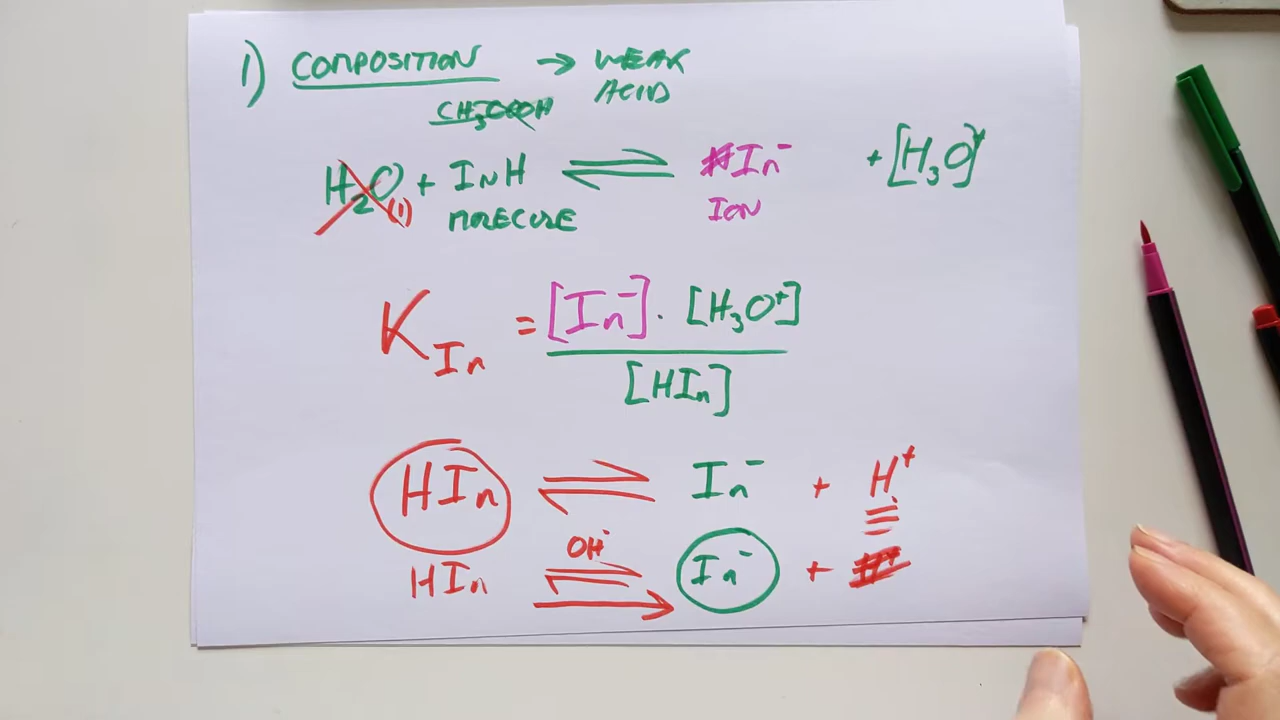 1) COMPOSITION → WEAK
ACID
CH3COOH
H2O(l) + InH ⇌ In⁻ + [H3O]⁺
MOLECULE ION
K_In = [In⁻] · [H3O⁺]
[HIn]
HIn ⇌ In⁻ + H⁺
OH⁻
HIn ⇌ In⁻ + H⁺